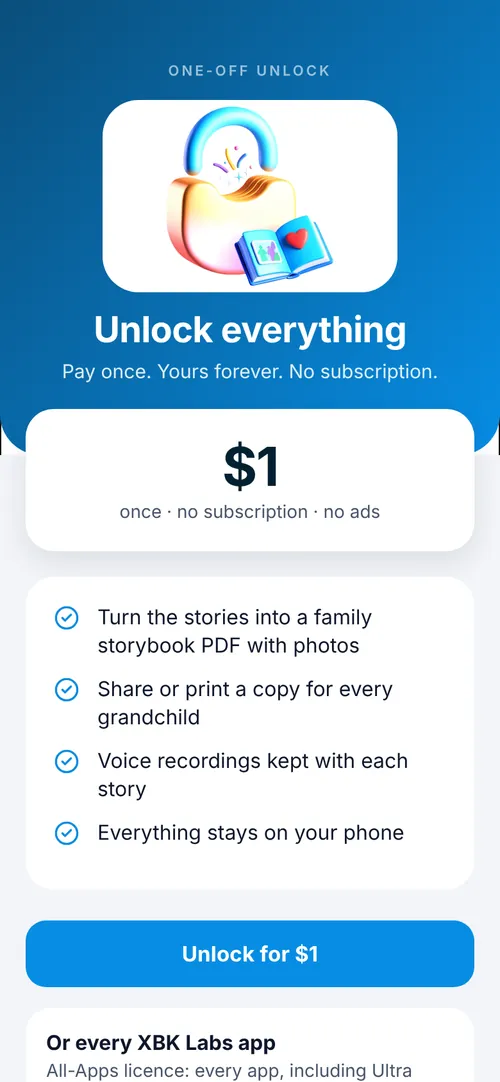 ONE-OFF UNLOCK
Unlock everything
Pay once. Yours forever. No subscription.
$1
once · no subscription · no ads
Turn the stories into a family
storybook PDF with photos
Share or print a copy for every
grandchild
Voice recordings kept with each
story
Everything stays on your phone
Unlock for $1
Or every XBK Labs app
All-Apps licence: every app, including Ultra